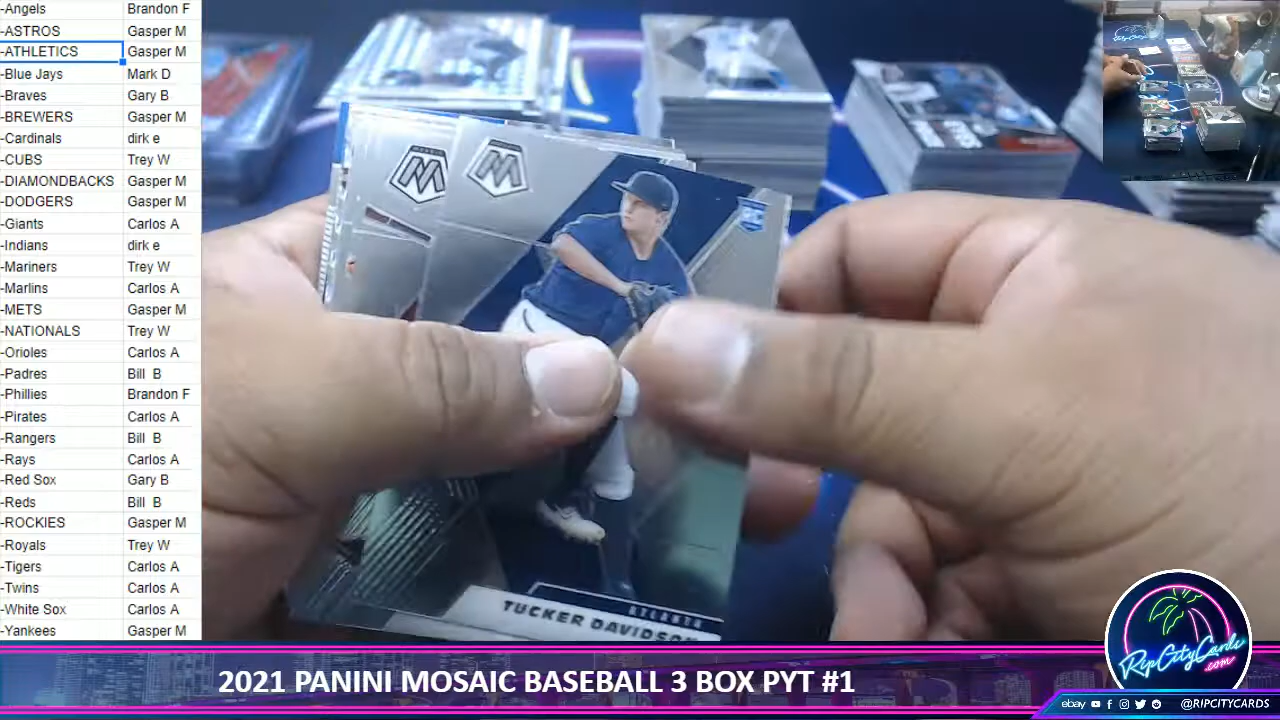 -Angels Brandon F
-ASTROS Gasper M
-ATHLETICS Gasper M
-Blue Jays Mark D
-Braves Gary B
-BREWERS Gasper M
-Cardinals dirk e
-CUBS Trey W
-DIAMONDBACKS Gasper M
-DODGERS Gasper M
-Giants Carlos A
-Indians dirk e
-Mariners Trey W
-Marlins Carlos A
-METS Gasper M
-NATIONALS Trey W
-Orioles Carlos A
-Padres Bill B
-Phillies Brandon F
-Pirates Carlos A
-Rangers Bill B
-Rays Carlos A
-Red Sox Gary B
-Reds Bill B
-ROCKIES Gasper M
-Royals Trey W
-Tigers Carlos A
-Twins Carlos A
-White Sox Carlos A
-Yankees Gasper M
RC
ATLANTA
TUCKER DAVIDSON
2021 PANINI MOSAIC BASEBALL 3 BOX PYT #1
RipCityCards
.com
ebay @RIPCITYCARDS